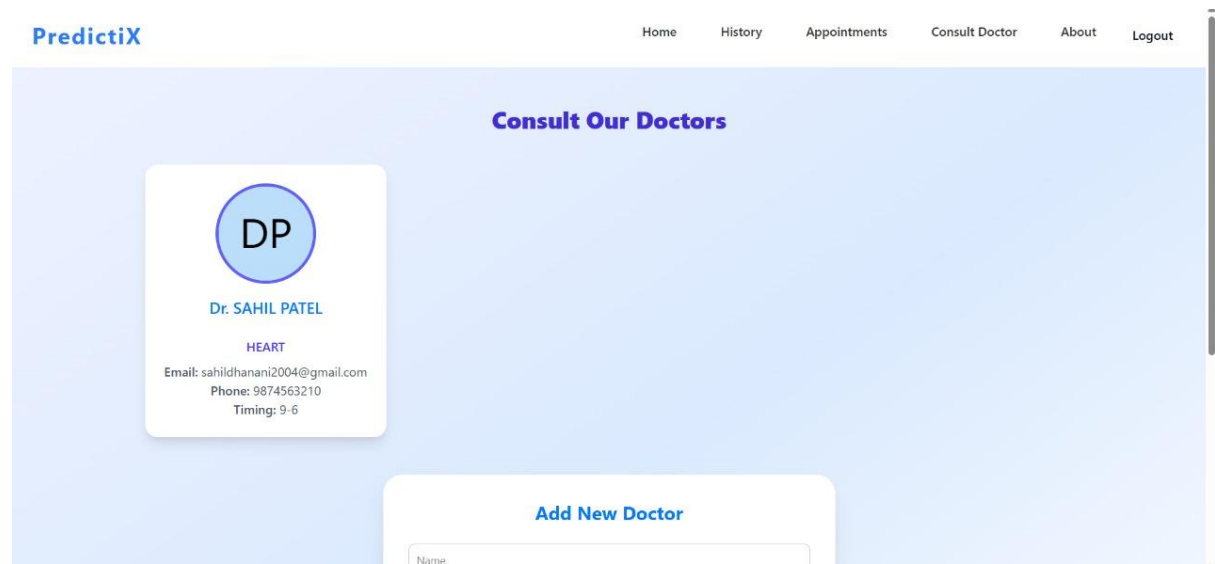 PredictiX
Home History Appointments Consult Doctor About Logout
Consult Our Doctors
DP
Dr. SAHIL PATEL
HEART
Email: sahildhanani2004@gmail.com
Phone: 9874563210
Timing: 9-6
Add New Doctor
Name